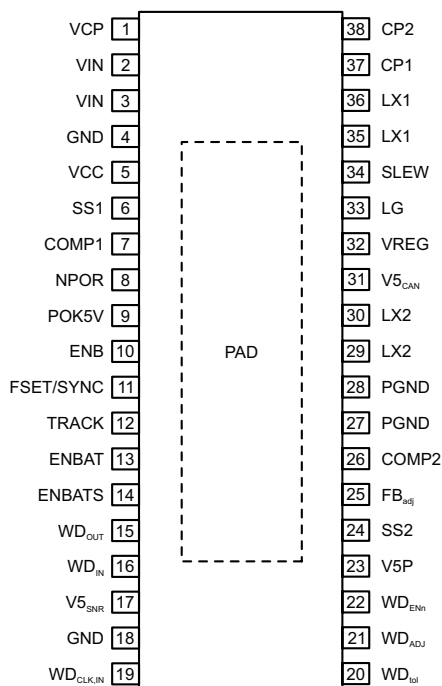 VCP 1
VIN 2
VIN 3
GND 4
VCC 5
SS1 6
COMP1 7
NPOR 8
POK5V 9
ENB 10
FSET/SYNC 11
TRACK 12
ENBAT 13
ENBATS 14
WDOUT 15
WDIN 16
V5SNR 17
GND 18
WDCLK,IN 19
PAD
38 CP2
37 CP1
36 LX1
35 LX1
34 SLEW
33 LG
32 VREG
31 V5CAN
30 LX2
29 LX2
28 PGND
27 PGND
26 COMP2
25 FBadj
24 SS2
23 V5P
22 WDENn
21 WDADJ
20 WDtol